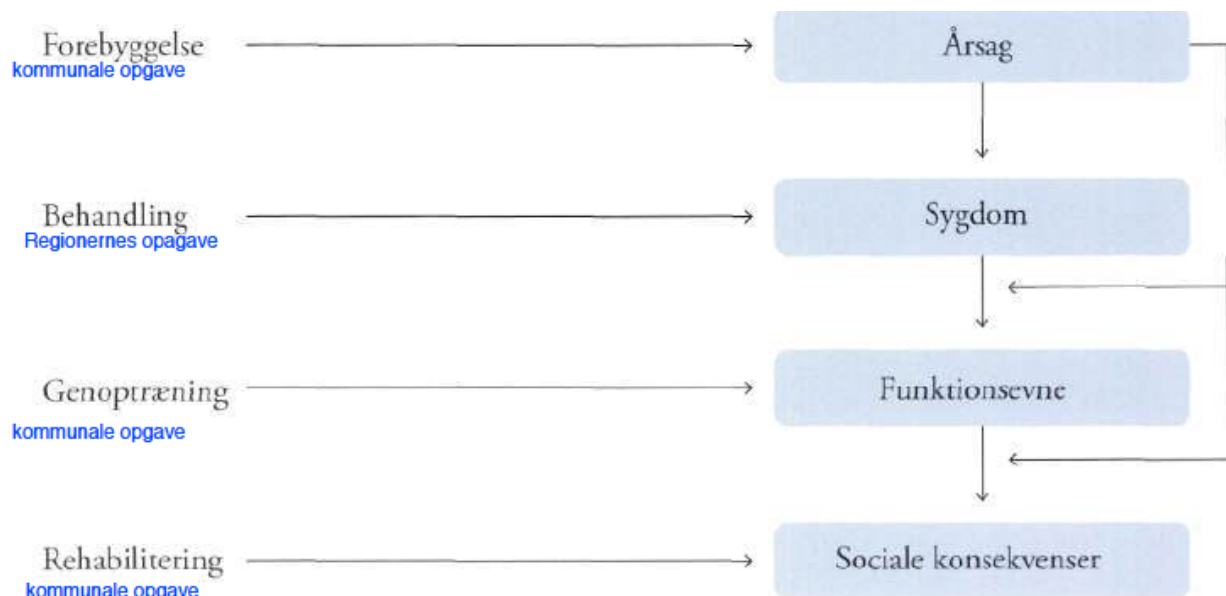 Forebyggelse
kommunale opgave
Årsag
Behandling
Regionernes opagave
Sygdom
Genoptræning
kommunale opgave
Funktionsevne
Rehabilitering
kommunale opgave
Sociale konsekvenser